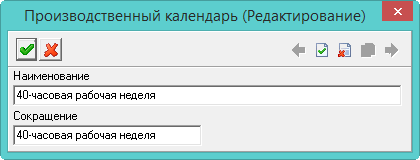 Производственный календарь (Редактирование)
Наименование
40-часовая рабочая неделя
Сокращение
40-часовая рабочая неделя